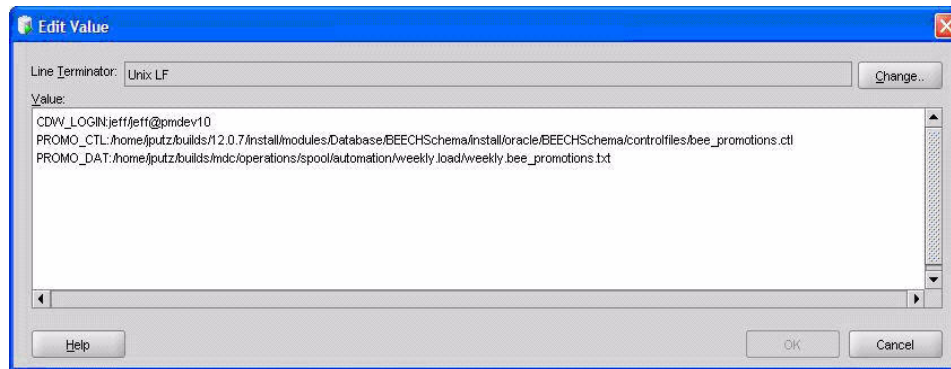 Edit Value
Line Terminator: Unix LF Change..
Value:
CDW_LOGIN:jeff/jeff@pmdev10
PROMO_CTL:/home/jputz/builds/12.0.7/install/modules/Database/BEECHSchema/install/oracle/BEECHSchema/controlfiles/bee_promotions.ctl
PROMO_DAT:/home/jputz/builds/mdc/operations/spool/automation/weekly.load/weekly.bee_promotions.txt
Help OK Cancel